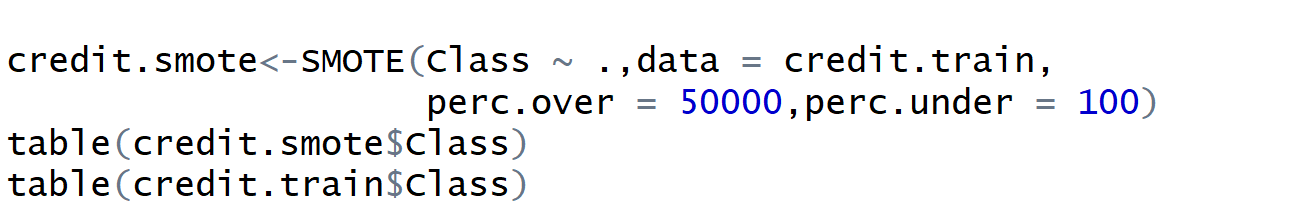 credit.smote<-SMOTE(Class ~ .,data = credit.train,
perc.over = 50000,perc.under = 100)
table(credit.smote$Class)
table(credit.train$Class)